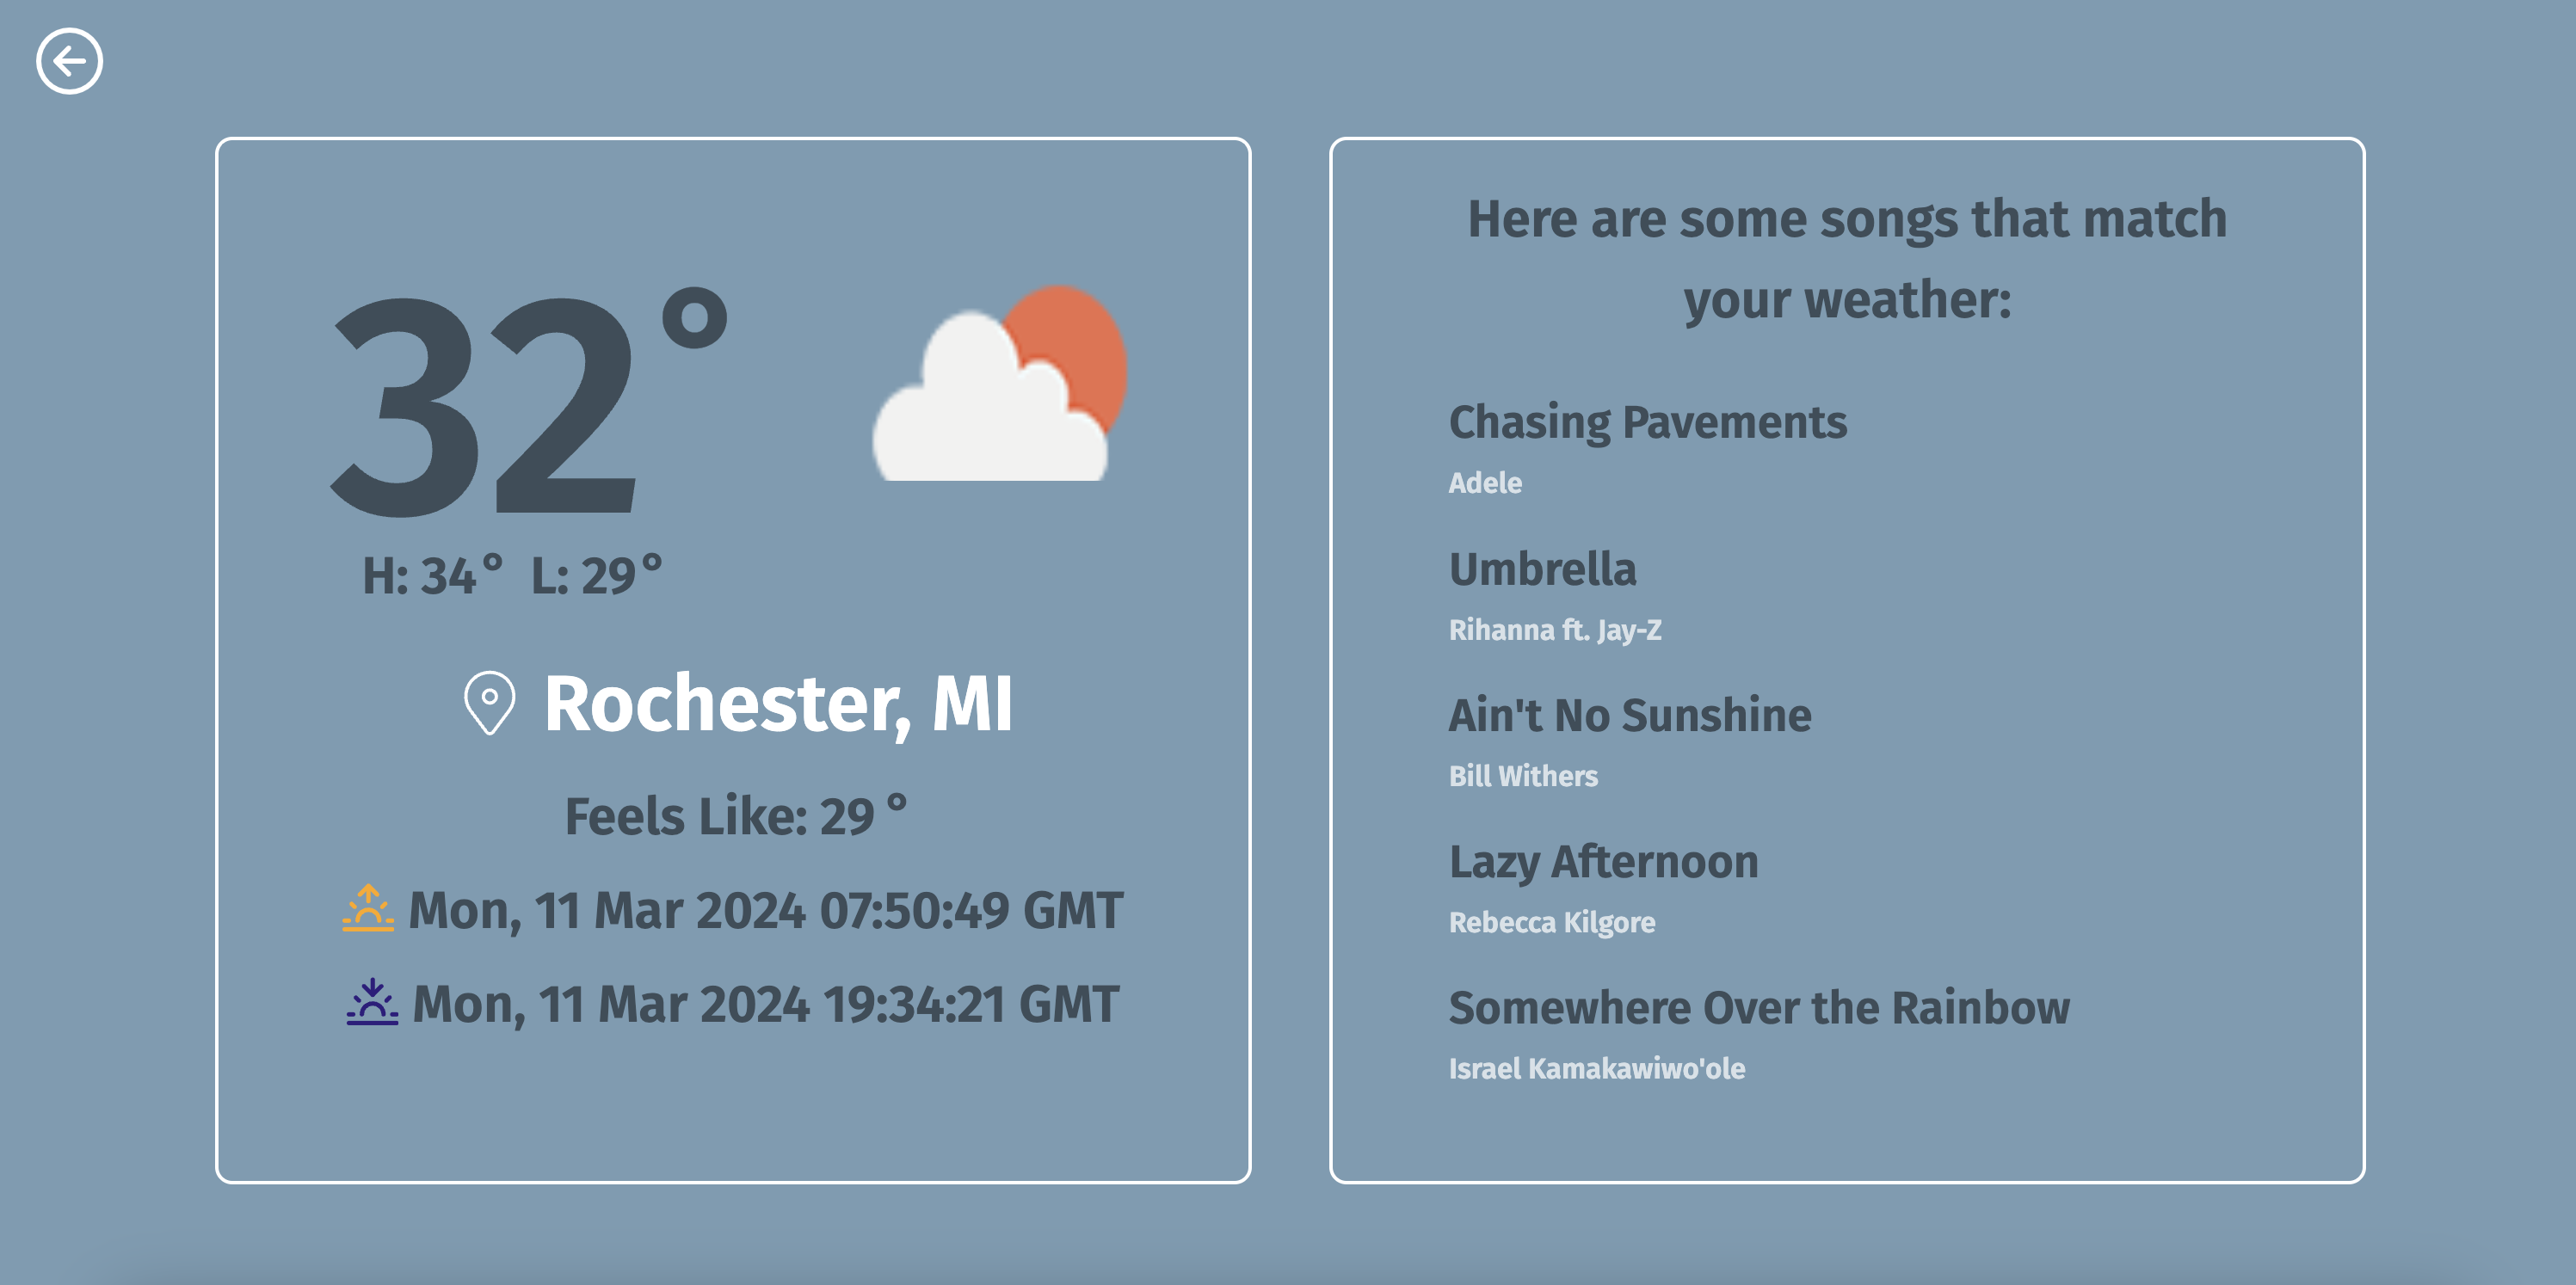 32°
H: 34° L: 29°
Rochester, MI
Feels Like: 29 °
Mon, 11 Mar 2024 07:50:49 GMT
Mon, 11 Mar 2024 19:34:21 GMT
Here are some songs that match
your weather:
Chasing Pavements
Adele
Umbrella
Rihanna ft. Jay-Z
Ain't No Sunshine
Bill Withers
Lazy Afternoon
Rebecca Kilgore
Somewhere Over the Rainbow
Israel Kamakawiwo'ole